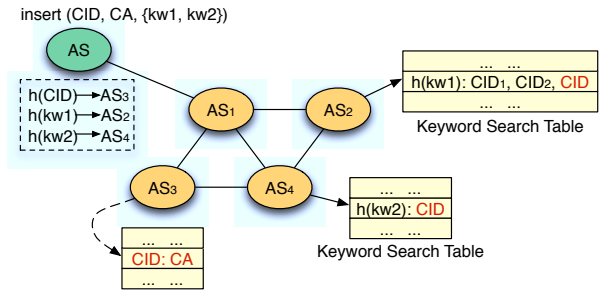 insert (CID, CA, {kw1, kw2})
AS
h(CID)→AS3
h(kw1)→AS2
h(kw2)→AS4
AS1
AS2
... ...
h(kw1): CID1, CID2, CID
... ...
Keyword Search Table
AS3
AS4
... ...
h(kw2): CID
... ...
Keyword Search Table
... ...
CID: CA
... ...